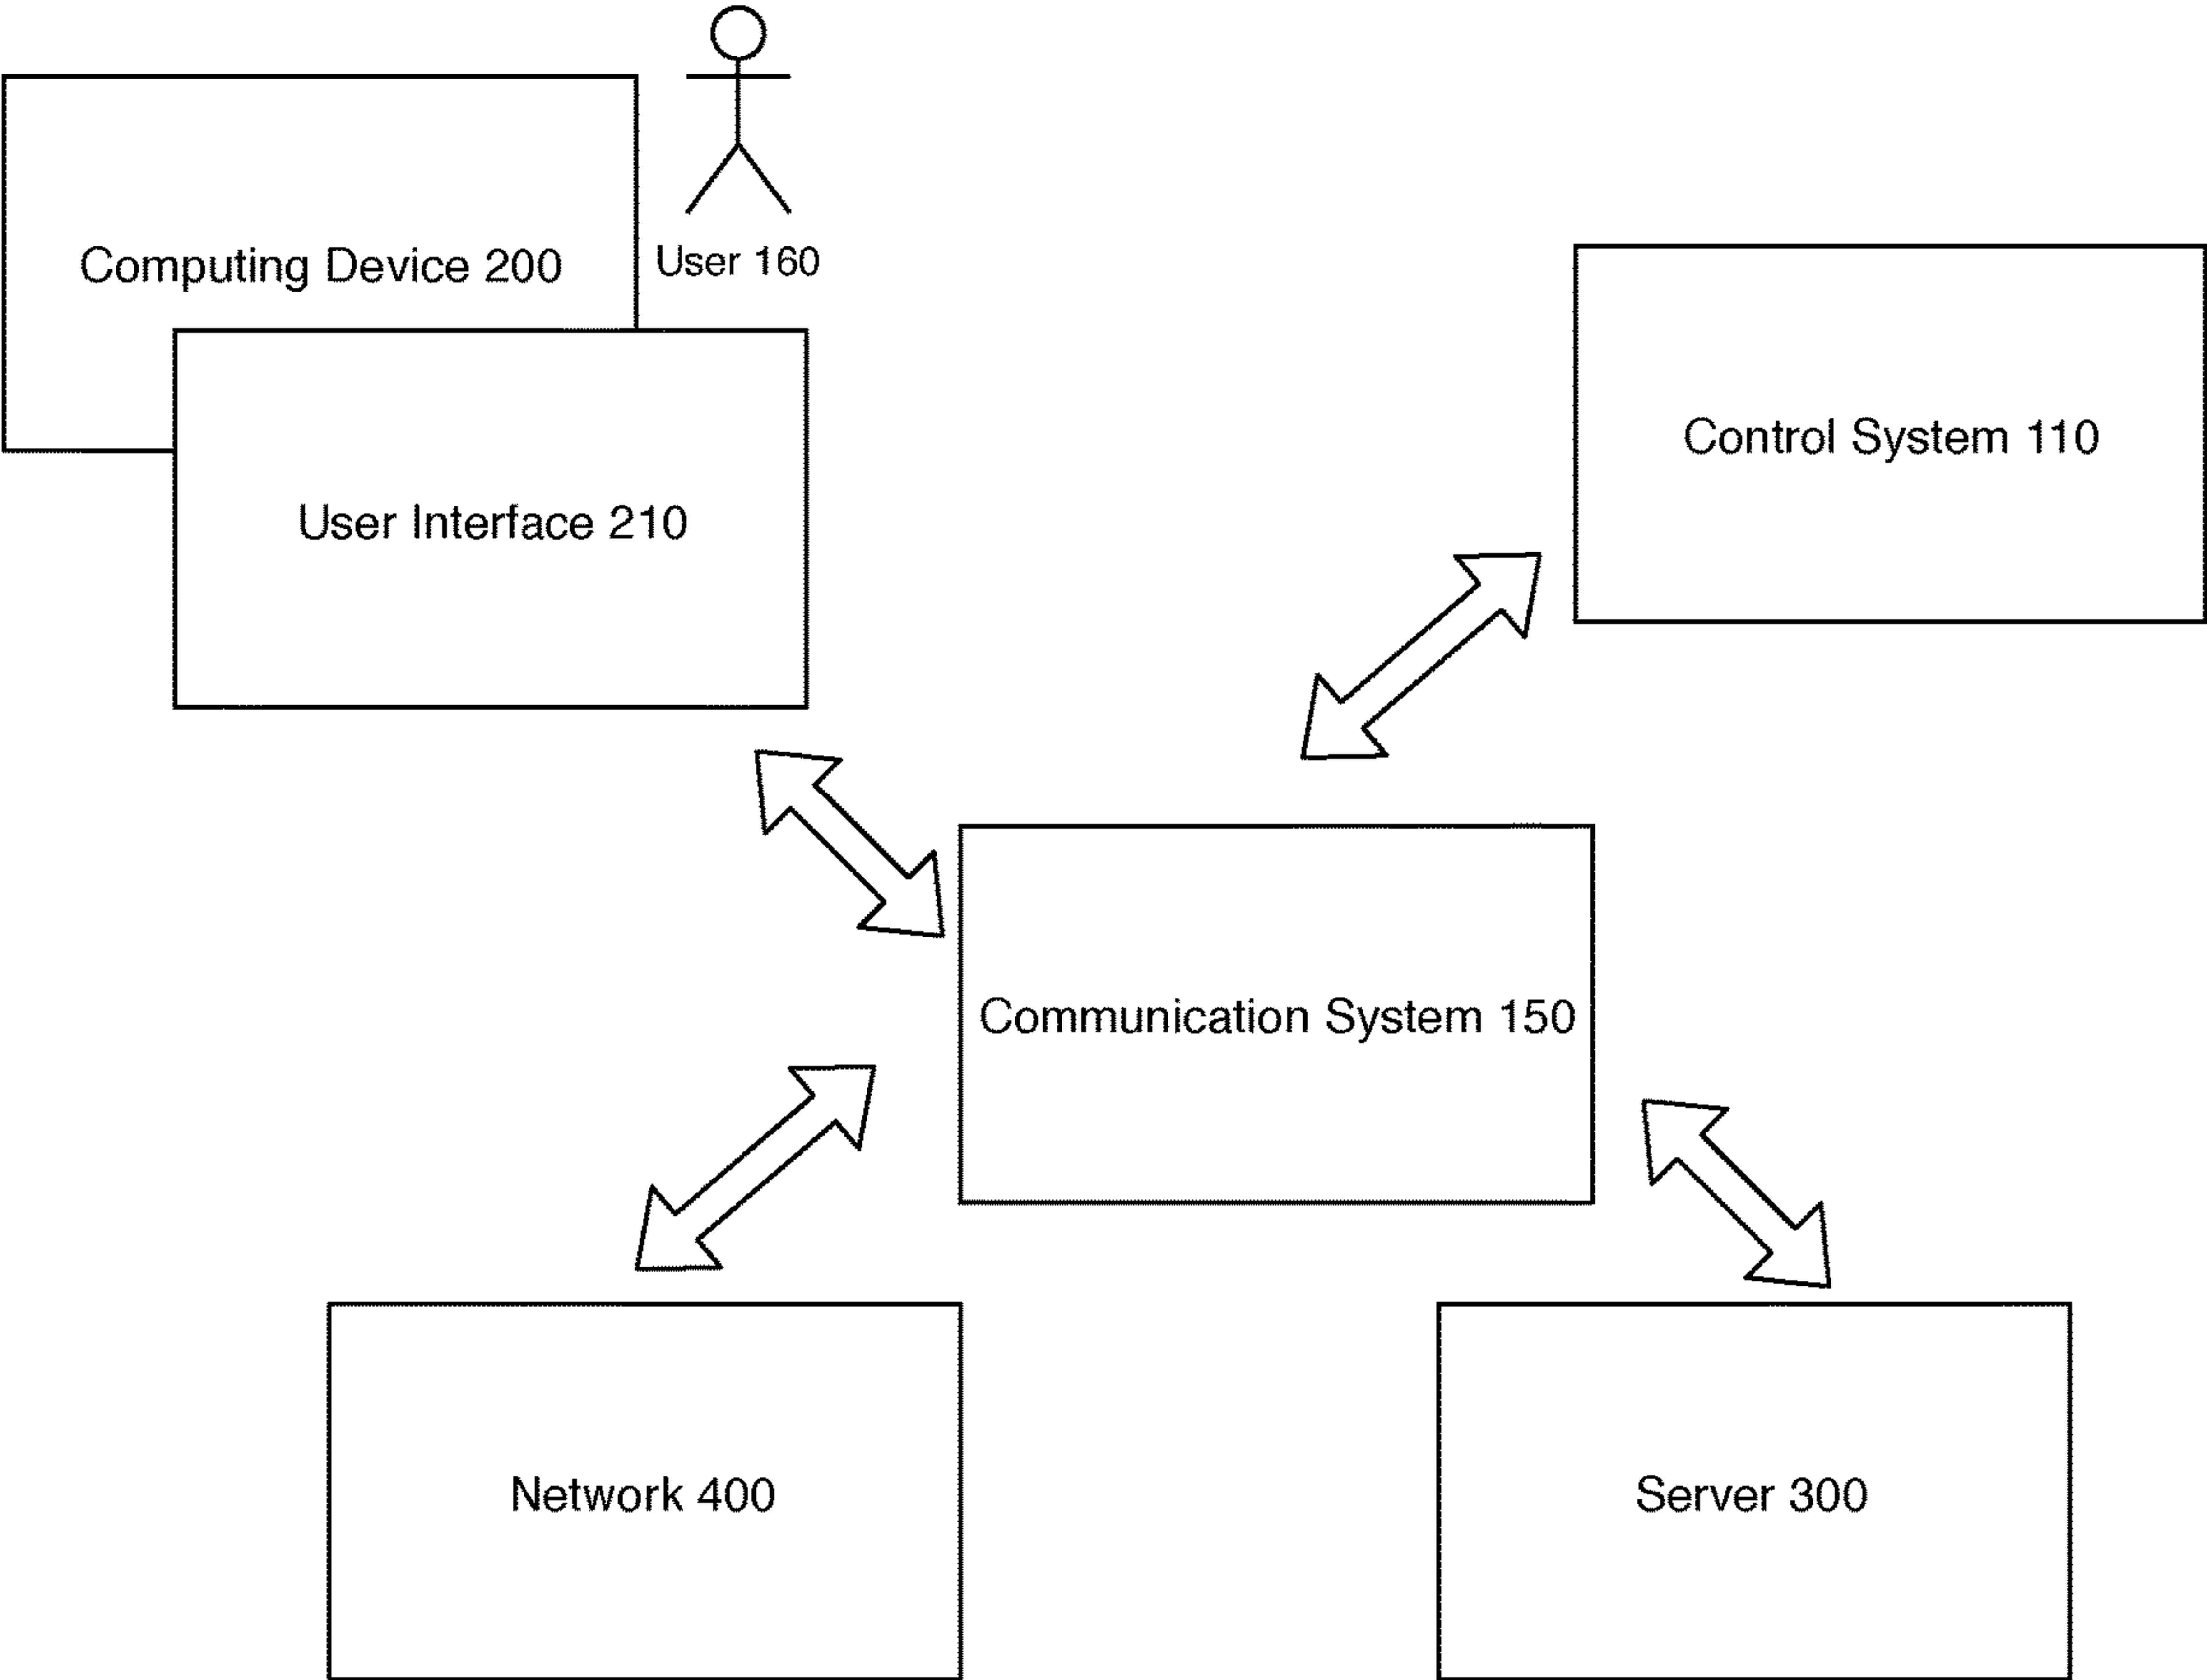 Computing Device 200
User 160
User Interface 210
Control System 110
Communication System 150
Network 400
Server 300